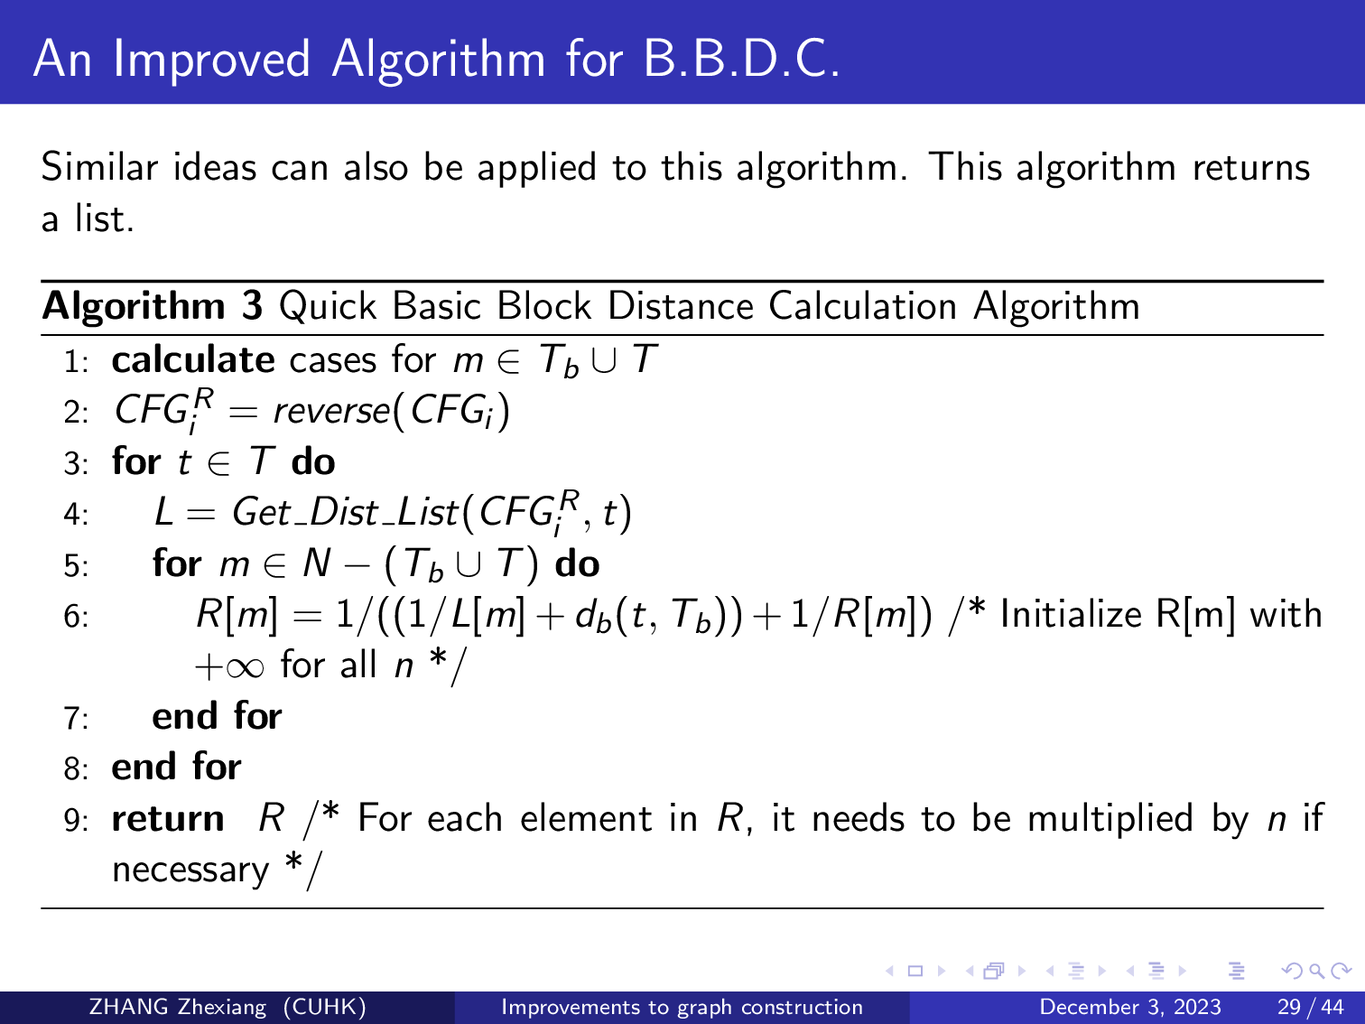 An Improved Algorithm for B.B.D.C.
Similar ideas can also be applied to this algorithm. This algorithm returns
a list.
Algorithm 3 Quick Basic Block Distance Calculation Algorithm
1: calculate cases for m ∈ T_b ∪ T
2: CFG_i^R = reverse(CFG_i)
3: for t ∈ T do
4: L = Get_Dist_List(CFG_i^R, t)
5: for m ∈ N − (T_b ∪ T) do
6: R[m] = 1/((1/L[m] + d_b(t, T_b)) + 1/R[m]) /* Initialize R[m] with
+∞ for all n */
7: end for
8: end for
9: return R /* For each element in R, it needs to be multiplied by n if
necessary */
ZHANG Zhexiang (CUHK) Improvements to graph construction December 3, 2023 29 / 44